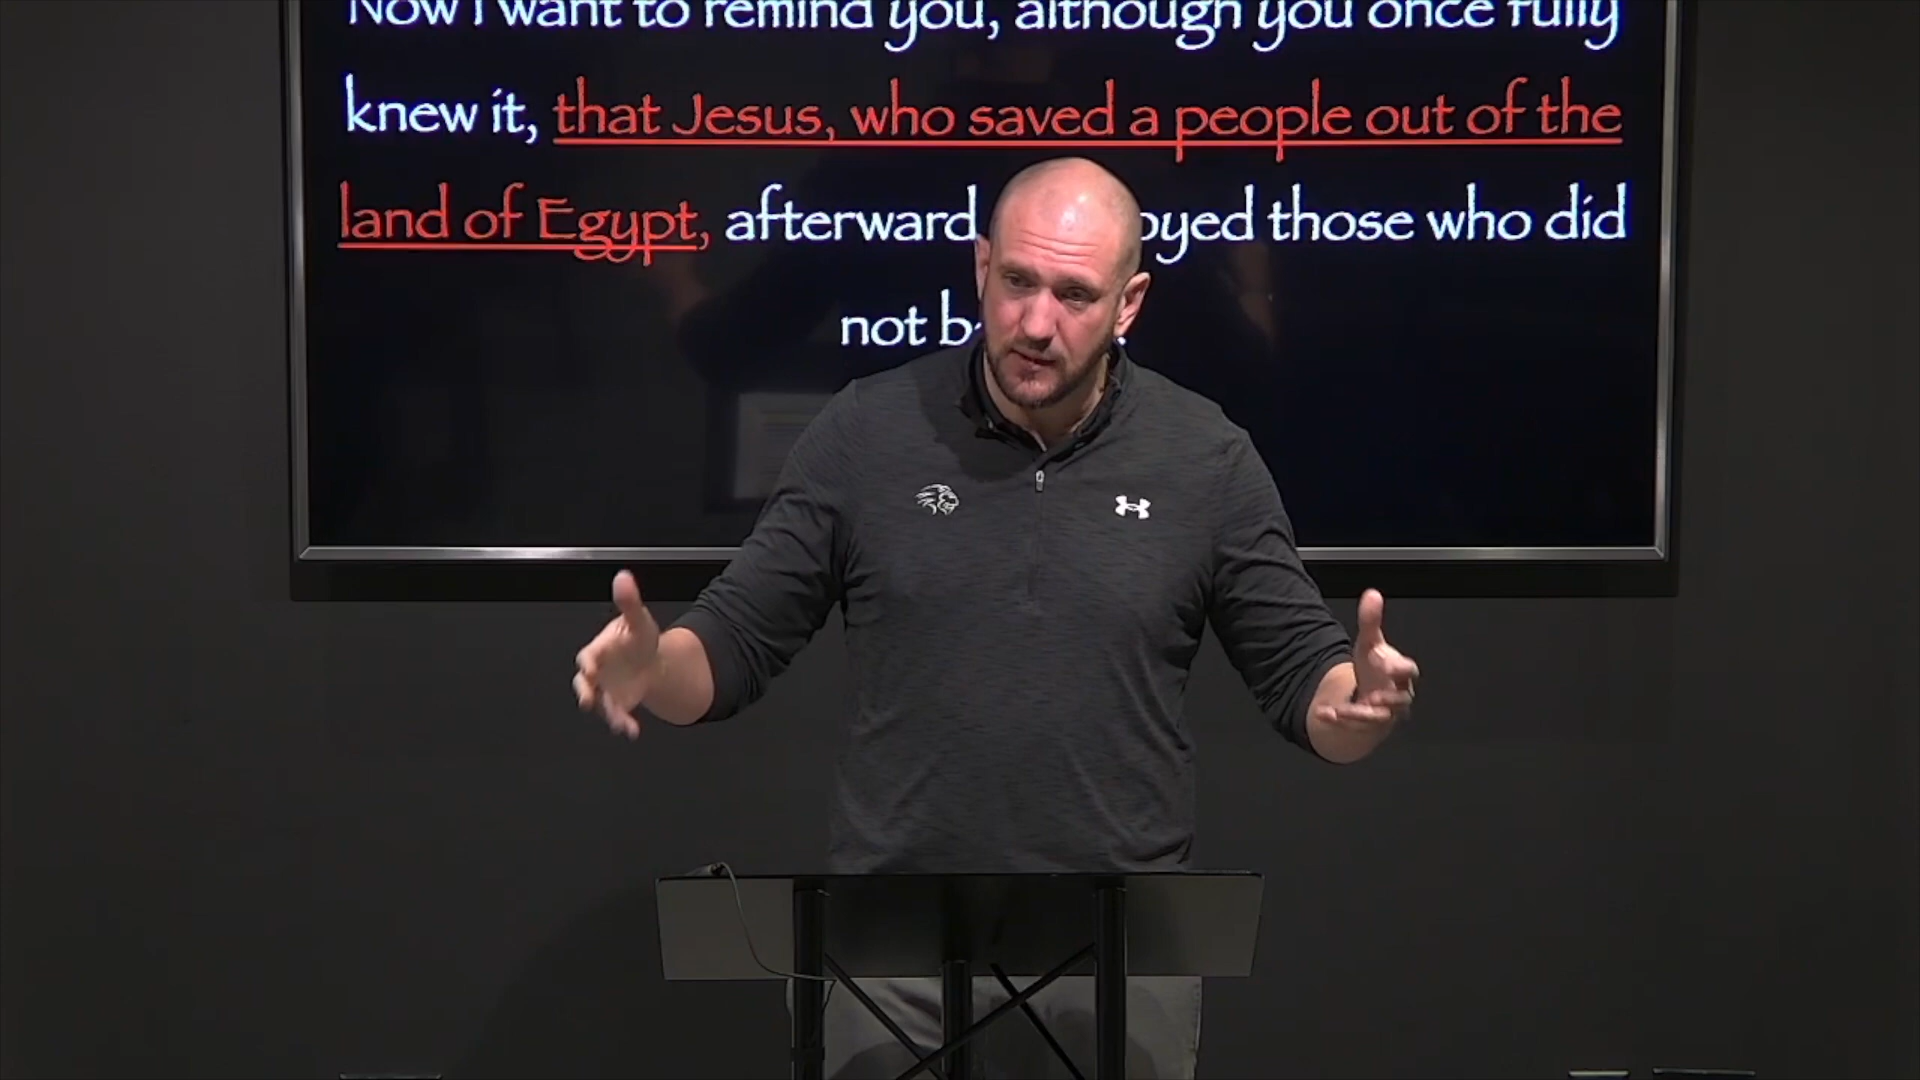 Now I want to remind you, although you once fully
knew it, that Jesus, who saved a people out of the
land of Egypt, afterward oyed those who did
not b